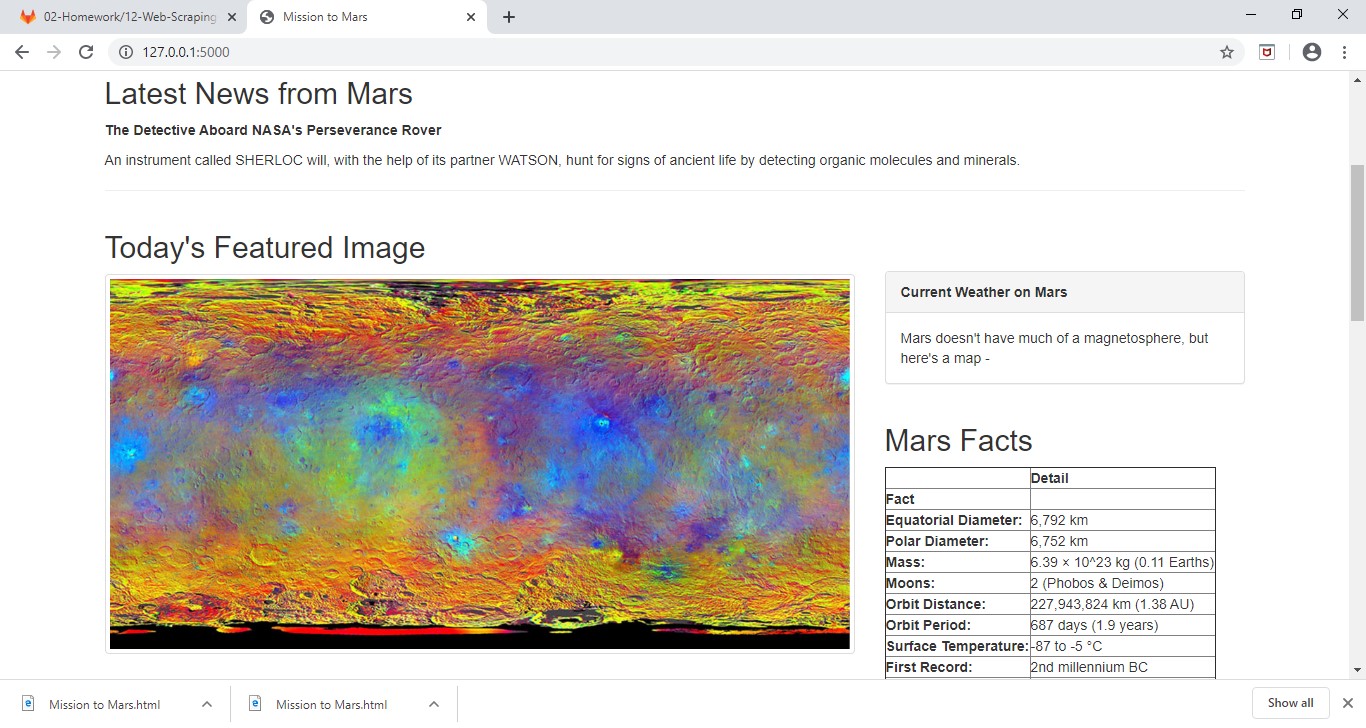 02-Homework/12-Web-Scraping
Mission to Mars
127.0.0.1:5000
Latest News from Mars
The Detective Aboard NASA's Perseverance Rover
An instrument called SHERLOC will, with the help of its partner WATSON, hunt for signs of ancient life by detecting organic molecules and minerals.
Today's Featured Image
Current Weather on Mars
Mars doesn't have much of a magnetosphere, but
here's a map -
Mars Facts
Detail
Fact
Equatorial Diameter: 6,792 km
Polar Diameter: 6,752 km
Mass: 6.39 × 10^23 kg (0.11 Earths)
Moons: 2 (Phobos & Deimos)
Orbit Distance: 227,943,824 km (1.38 AU)
Orbit Period: 687 days (1.9 years)
Surface Temperature: -87 to -5 °C
First Record: 2nd millennium BC
Mission to Mars.html
Mission to Mars.html
Show all